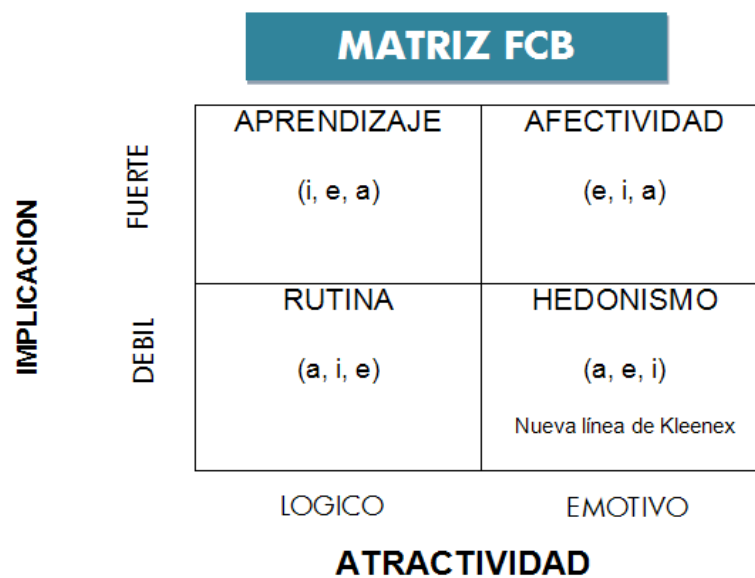 MATRIZ FCB
IMPLICACION
FUERTE
APRENDIZAJE
(i, e, a)
AFECTIVIDAD
(e, i, a)
DEBIL
RUTINA
(a, i, e)
HEDONISMO
(a, e, i)
Nueva línea de Kleenex
LOGICO
EMOTIVO
ATRACTIVIDAD